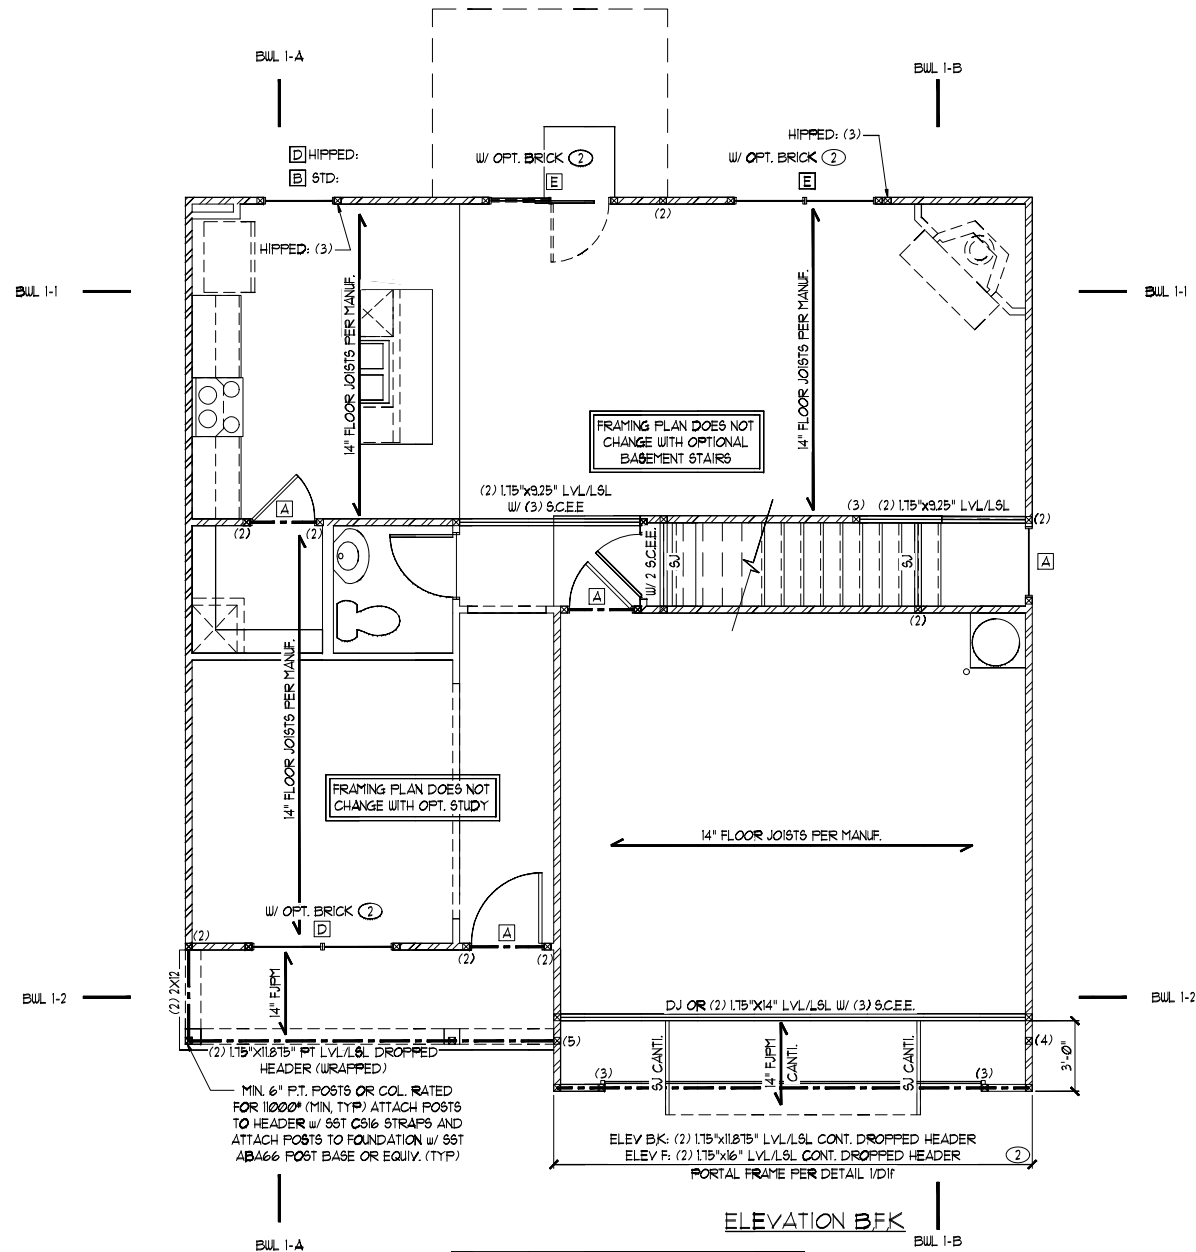 BWL 1-A
BWL 1-B
HIPPED: (3)
D HIPPED:
B STD:
W/ OPT. BRICK 2
E
W/ OPT. BRICK 2
E
(2)
HIPPED: (3)
BWL 1-1
BWL 1-1
14" FLOOR JOISTS PER MANUF.
14" FLOOR JOISTS PER MANUF.
FRAMING PLAN DOES NOT
CHANGE WITH OPTIONAL
BASEMENT STAIRS
(2) 1.75"x9.25" LVL/LSL
W/ (3) S.C.E.E
(3) (2) 1.75"x9.25" LVL/LSL
A
(2)
(2)
(2)
W/ 2 S.C.E.E.
SJ
SJ
A
A
(2)
14" FLOOR JOISTS PER MANUF.
14" FLOOR JOISTS PER MANUF.
FRAMING PLAN DOES NOT
CHANGE WITH OPT. STUDY
14" FLOOR JOISTS PER MANUF.
W/ OPT. BRICK 2
D
A
(2)
(2)
(2)
BWL 1-2
BWL 1-2
(2) 2X12
14" FJPM
DJ OR (2) 1.75"X14" LVL/LSL W/ (3) S.C.E.E.
(2) 1.75"X11.875" PT LVL/LSL DROPPED
HEADER (WRAPPED)
(5)
(4)
SJ CANTI.
14" FJPM
CANTI.
SJ CANTI.
3'-0"
(3)
(3)
MIN. 6" P.T. POSTS OR COL. RATED
FOR 11000# (MIN, TYP) ATTACH POSTS
TO HEADER w/ SST CS16 STRAPS AND
ATTACH POSTS TO FOUNDATION w/ SST
ABA66 POST BASE OR EQUIV. (TYP)
ELEV B,K: (2) 1.75"x11.875" LVL/LSL CONT. DROPPED HEADER
ELEV F: (2) 1.75"x16" LVL/LSL CONT. DROPPED HEADER 2
PORTAL FRAME PER DETAIL 1/D1f
ELEVATION B,F,K
BWL 1-A
BWL 1-B